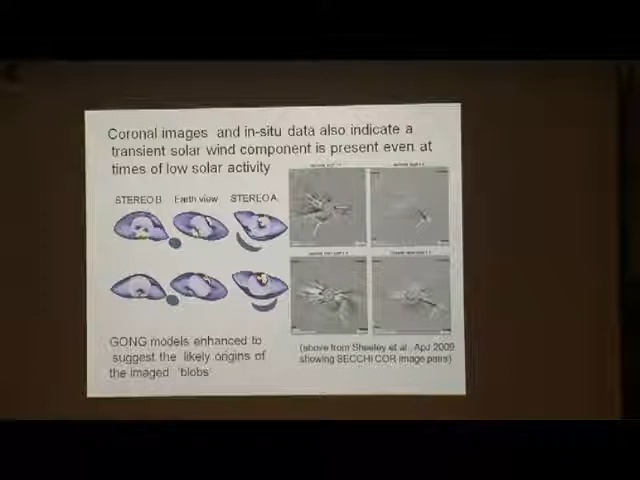 Coronal images and in-situ data also indicate a
transient solar wind component is present even at
times of low solar activity
STEREO B Earth view STEREO A
GONG models enhanced to
suggest the likely origins of
the imaged 'blobs'
(above from Sheeley et al., ApJ 2009
showing SECCHI COR image pairs)